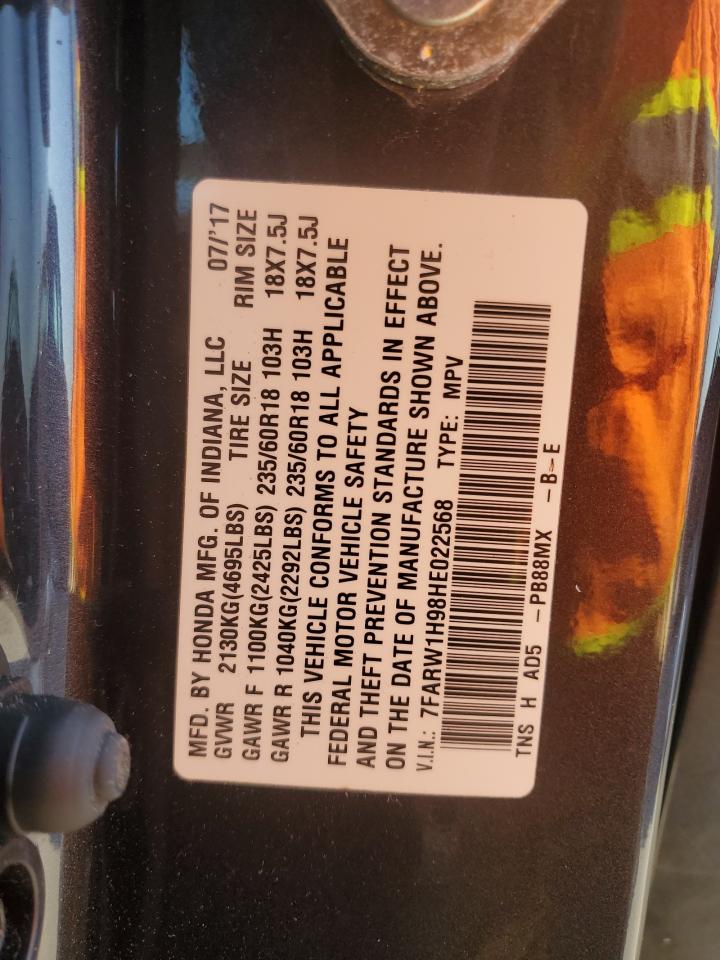 MFD. BY HONDA MFG. OF INDIANA, LLC 07/'17
GVWR 2130KG(4695LBS) TIRE SIZE RIM SIZE
GAWR F 1100KG(2425LBS) 235/60R18 103H 18X7.5J
GAWR R 1040KG(2292LBS) 235/60R18 103H 18X7.5J
THIS VEHICLE CONFORMS TO ALL APPLICABLE
FEDERAL MOTOR VEHICLE SAFETY
AND THEFT PREVENTION STANDARDS IN EFFECT
ON THE DATE OF MANUFACTURE SHOWN ABOVE.
V.I.N.: 7FARW1H98HE022568 TYPE: MPV
TNS H AD5 -PB88MX -B-E